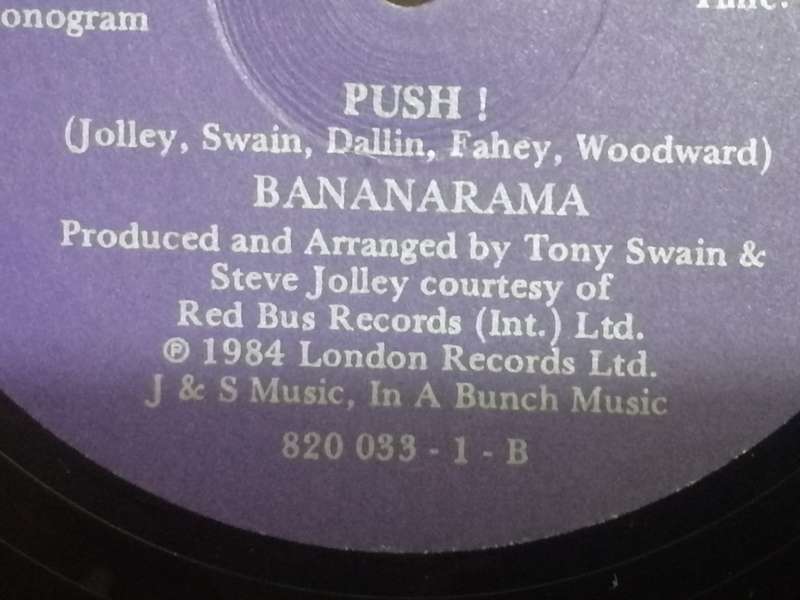 onogram
PUSH !
(Jolley, Swain, Dallin, Fahey, Woodward)
BANANARAMA
Produced and Arranged by Tony Swain &
Steve Jolley courtesy of
Red Bus Records (Int.) Ltd.
℗ 1984 London Records Ltd.
J & S Music, In A Bunch Music
820 033 - 1 - B